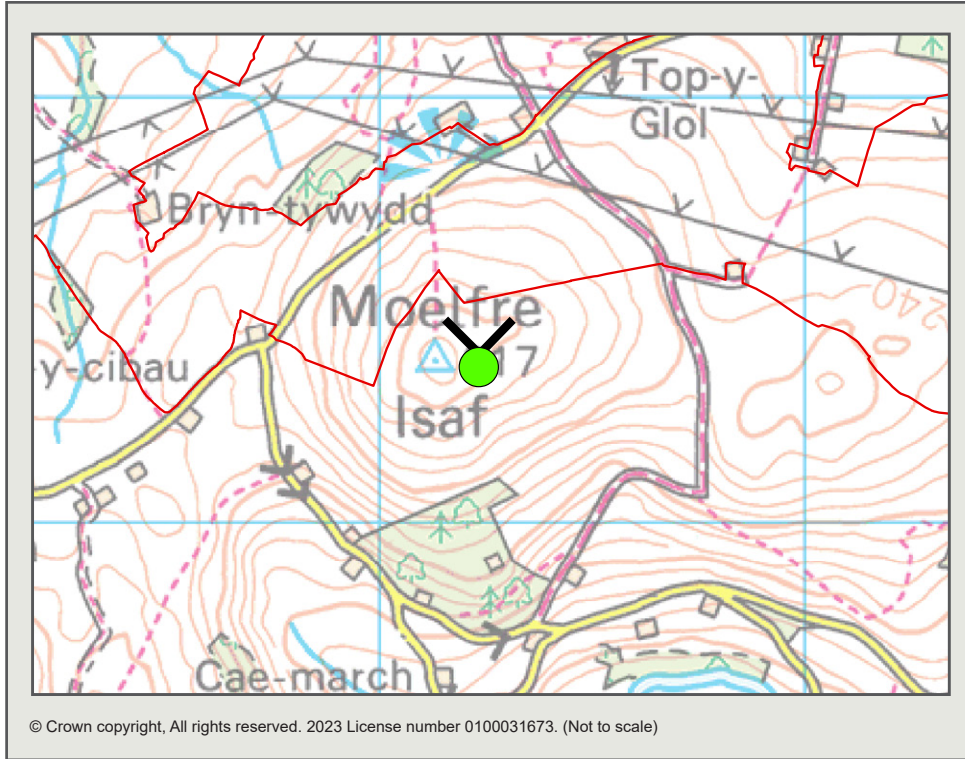 Top-y-
Glol
Bryn-tywydd
Moelfre
-y-cibau
17
Isaf
240
Cae-march
© Crown copyright, All rights reserved. 2023 License number 0100031673. (Not to scale)